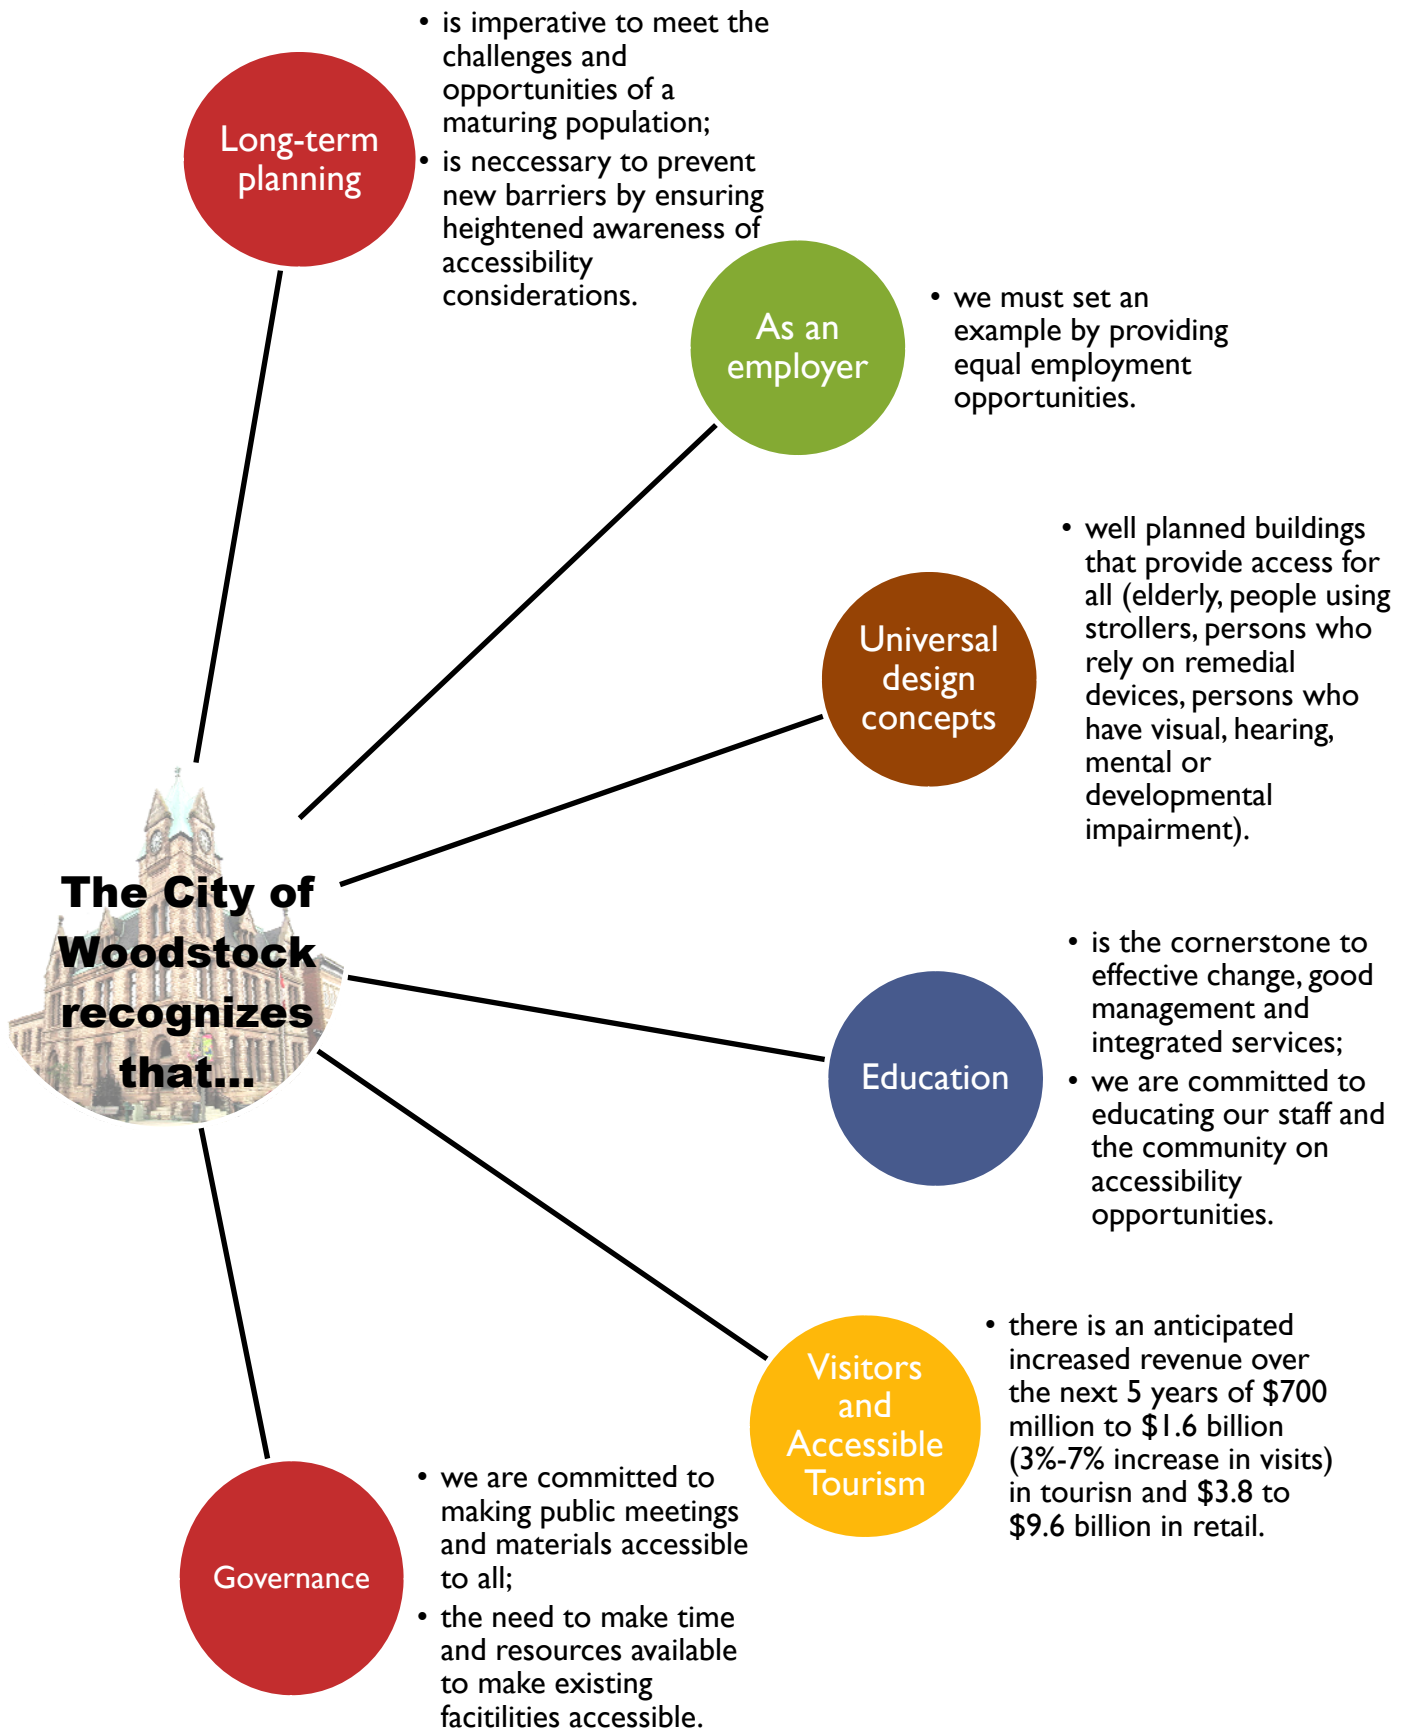 The City of
Woodstock
recognizes
that...
Long-term
planning
• is imperative to meet the
challenges and
opportunities of a
maturing population;
• is neccessary to prevent
new barriers by ensuring
heightened awareness of
accessibility
considerations.
As an
employer
• we must set an
example by providing
equal employment
opportunities.
Universal
design
concepts
• well planned buildings
that provide access for
all (elderly, people using
strollers, persons who
rely on remedial
devices, persons who
have visual, hearing,
mental or
developmental
impairment).
Education
• is the cornerstone to
effective change, good
management and
integrated services;
• we are committed to
educating our staff and
the community on
accessibility
opportunities.
Visitors
and
Accessible
Tourism
• there is an anticipated
increased revenue over
the next 5 years of $700
million to $1.6 billion
(3%-7% increase in visits)
in tourisn and $3.8 to
$9.6 billion in retail.
Governance
• we are committed to
making public meetings
and materials accessible
to all;
• the need to make time
and resources available
to make existing
facitilities accessible.